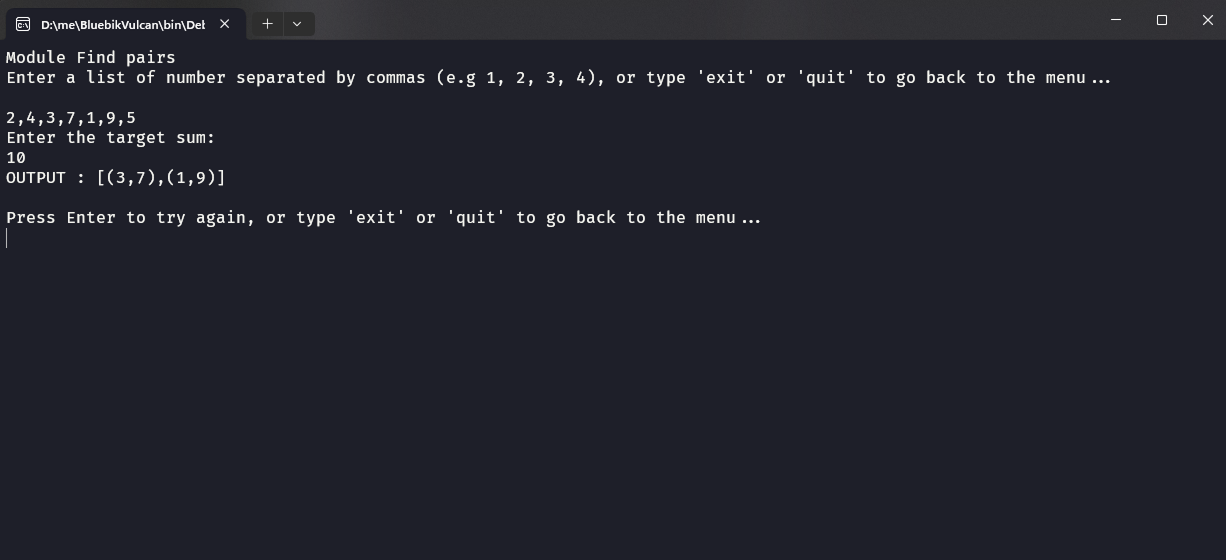 D:\me\BluebikVulcan\bin\Det
Module Find pairs
Enter a list of number separated by commas (e.g 1, 2, 3, 4), or type 'exit' or 'quit' to go back to the menu...
2,4,3,7,1,9,5
Enter the target sum:
10
OUTPUT : [(3,7),(1,9)]
Press Enter to try again, or type 'exit' or 'quit' to go back to the menu...